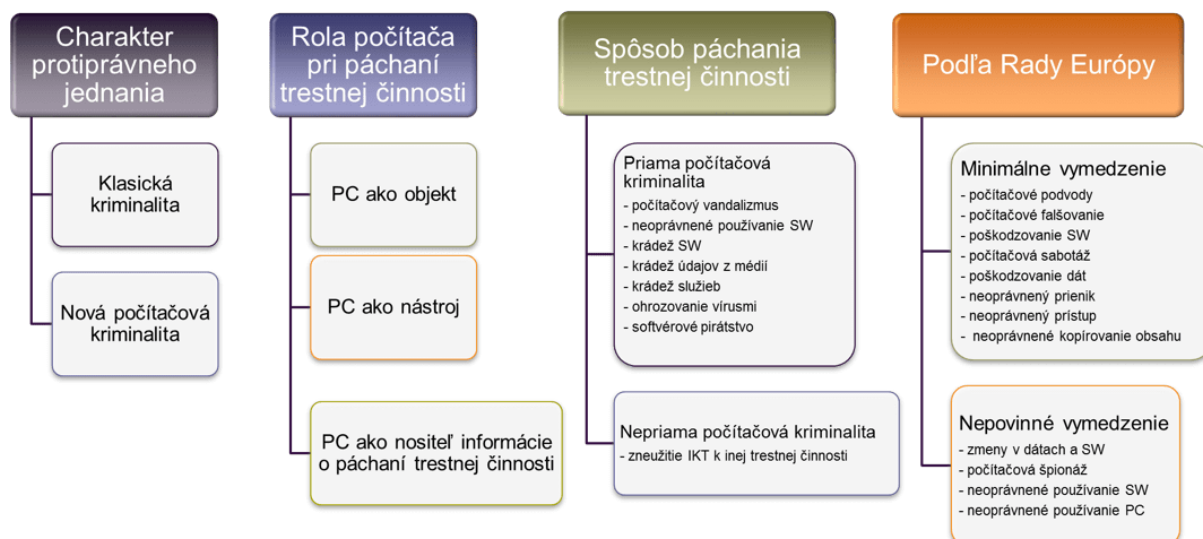 Charakter
protiprávneho
jednania
Klasická
kriminalita
Nová počítačová
kriminalita
Rola počítača
pri páchaní
trestnej činnosti
PC ako objekt
PC ako nástroj
PC ako nositeľ informácie
o páchaní trestnej činnosti
Spôsob páchania
trestnej činnosti
Priama počítačová
kriminalita
- počítačový vandalizmus
- neoprávnené používanie SW
- krádež SW
- krádež údajov z médií
- krádež služieb
- ohrozovanie vírusmi
- softvérové pirátstvo
Nepriama počítačová kriminalita
- zneužitie IKT k inej trestnej činnosti
Podľa Rady Európy
Minimálne vymedzenie
- počítačové podvody
- počítačové falšovanie
- poškodzovanie SW
- počítačová sabotáž
- poškodzovanie dát
- neoprávnený prienik
- neoprávnený prístup
- neoprávnené kopírovanie obsahu
Nepovinné vymedzenie
- zmeny v dátach a SW
- počítačová špionáž
- neoprávnené používanie SW
- neoprávnené používanie PC